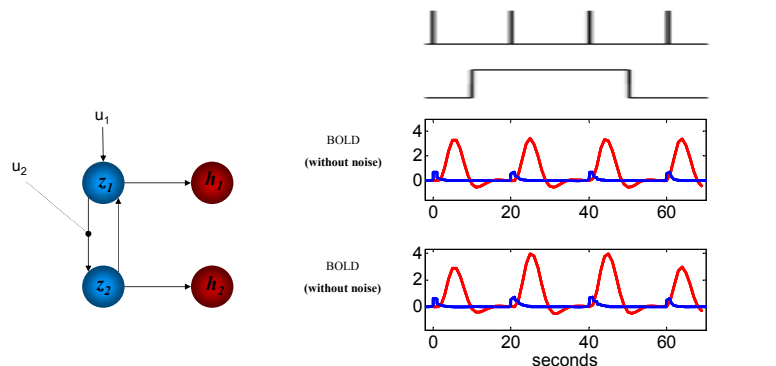 u1
u2
z1
h1
z2
h2
BOLD
(without noise)
4
2
0
0 20 40 60
BOLD
(without noise)
4
2
0
0 20 40 60
seconds